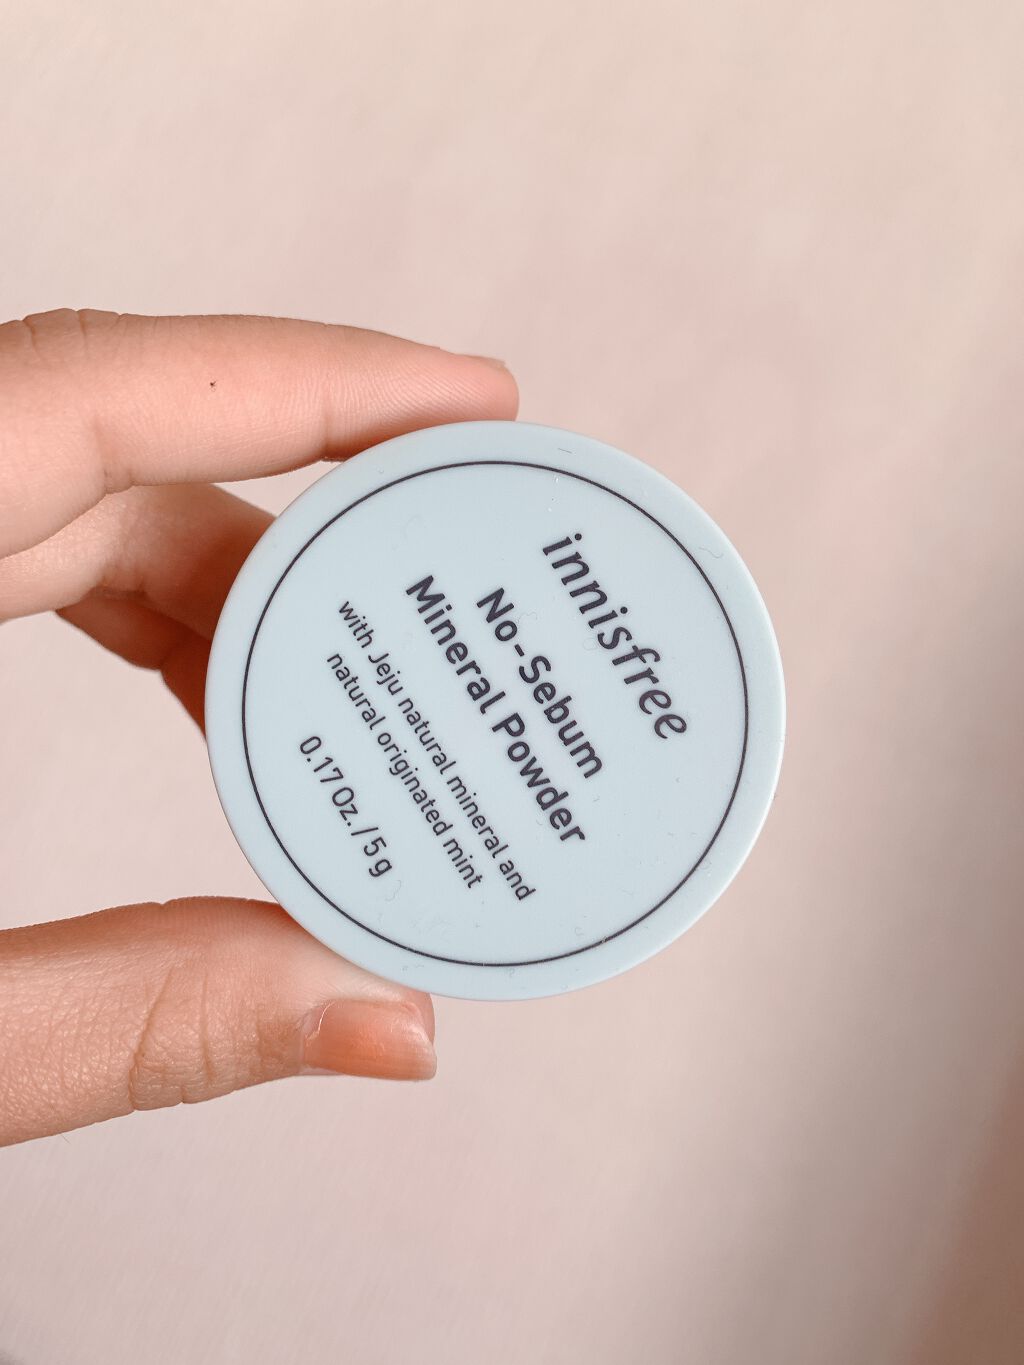 innisfree
No-Sebum
Mineral Powder
with Jeju natural mineral and
natural originated mint
0.17 Oz. / 5 g